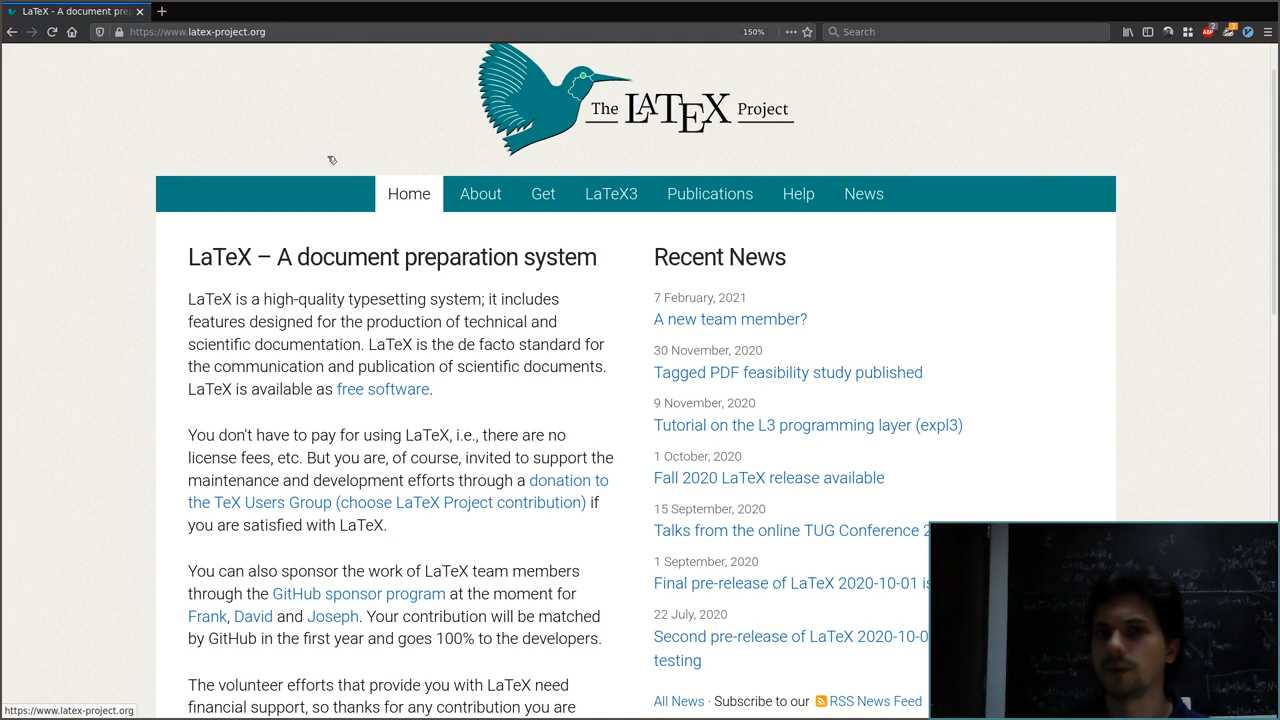 LaTeX - A document prep
https://www.latex-project.org
150%
Search
2
The LATEX Project
Home
About
Get
LaTeX3
Publications
Help
News
LaTeX – A document preparation system
LaTeX is a high-quality typesetting system; it includes
features designed for the production of technical and
scientific documentation. LaTeX is the de facto standard for
the communication and publication of scientific documents.
LaTeX is available as free software.
You don't have to pay for using LaTeX, i.e., there are no
license fees, etc. But you are, of course, invited to support the
maintenance and development efforts through a donation to
the TeX Users Group (choose LaTeX Project contribution) if
you are satisfied with LaTeX.
You can also sponsor the work of LaTeX team members
through the GitHub sponsor program at the moment for
Frank, David and Joseph. Your contribution will be matched
by GitHub in the first year and goes 100% to the developers.
The volunteer efforts that provide you with LaTeX need
financial support, so thanks for any contribution you are
Recent News
7 February, 2021
A new team member?
30 November, 2020
Tagged PDF feasibility study published
9 November, 2020
Tutorial on the L3 programming layer (expl3)
1 October, 2020
Fall 2020 LaTeX release available
15 September, 2020
Talks from the online TUG Conference 2
1 September, 2020
Final pre-release of LaTeX 2020-10-01 is
22 July, 2020
Second pre-release of LaTeX 2020-10-0
testing
All News · Subscribe to our RSS News Feed
https://www.latex-project.org